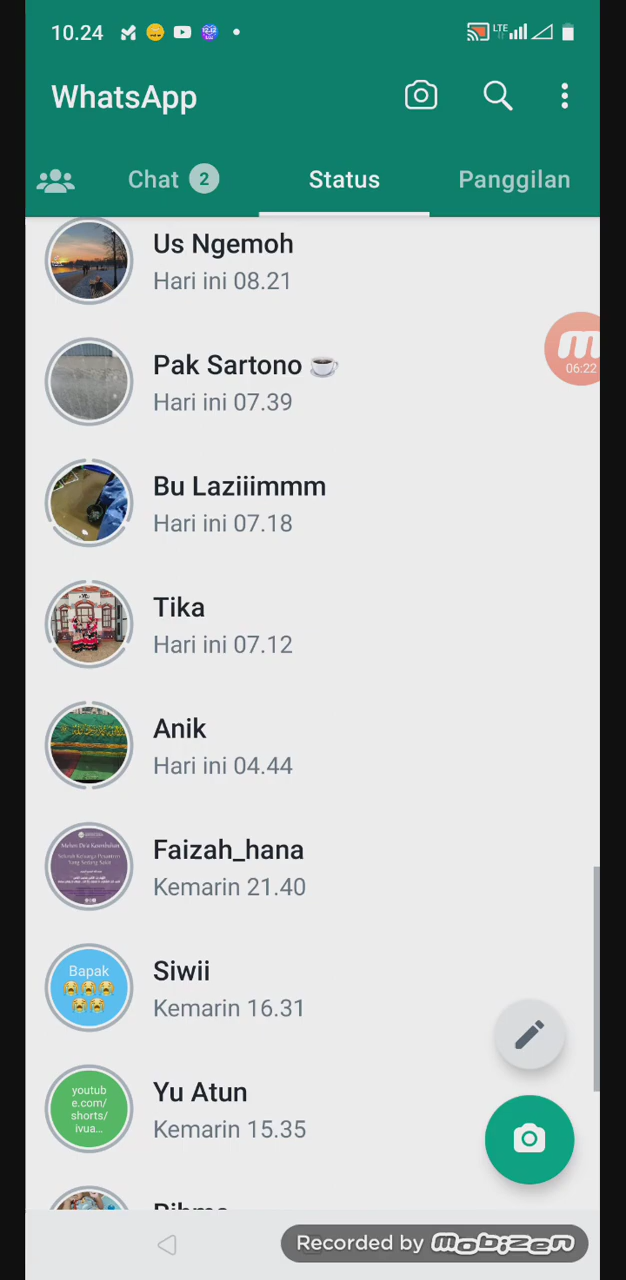 10.24
LTE
WhatsApp
Chat 2
Status
Panggilan
Us Ngemoh
Hari ini 08.21
06:22
Pak Sartono ☕
Hari ini 07.39
Bu Laziiimmm
Hari ini 07.18
Tika
Hari ini 07.12
Anik
Hari ini 04.44
Faizah_hana
Kemarin 21.40
Bapak
😭😭😭
😭😭
Siwii
Kemarin 16.31
youtub
e.com/
shorts/
ivua...
Yu Atun
Kemarin 15.35
Recorded by mobizen